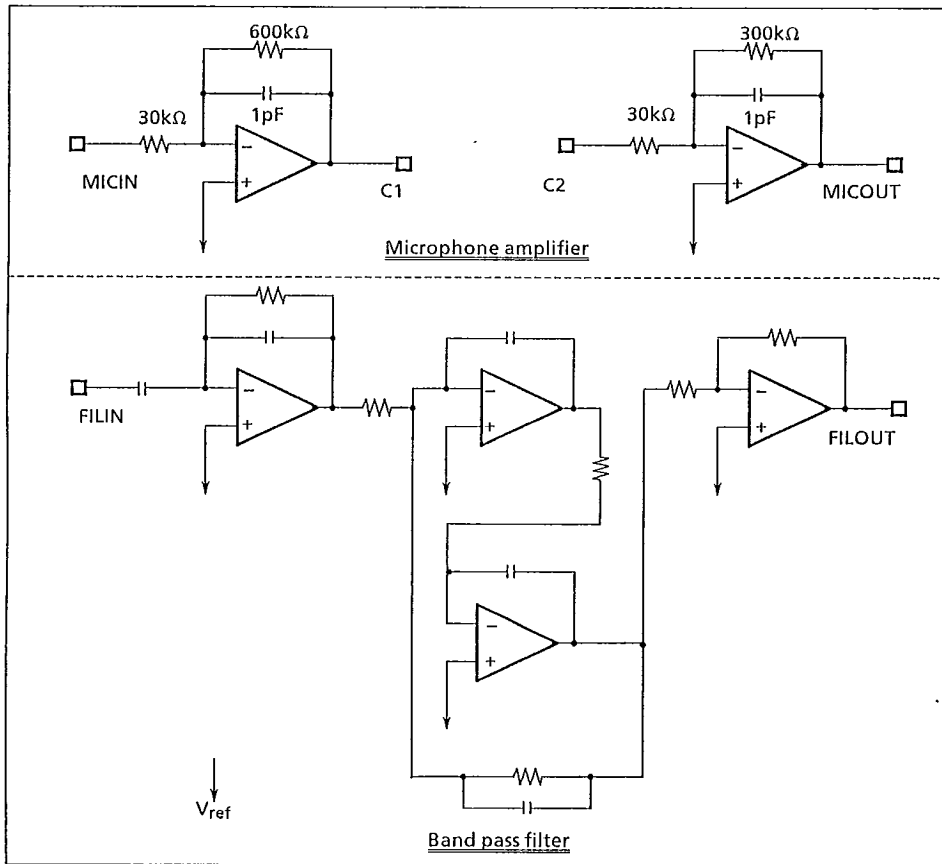 600kΩ
300kΩ
30kΩ
1pF
30kΩ
1pF
−
−
MICIN
+
C1
C2
+
MICOUT
Microphone amplifier
−
−
−
FILIN
+
+
+
FILOUT
−
+
Vref
Band pass filter